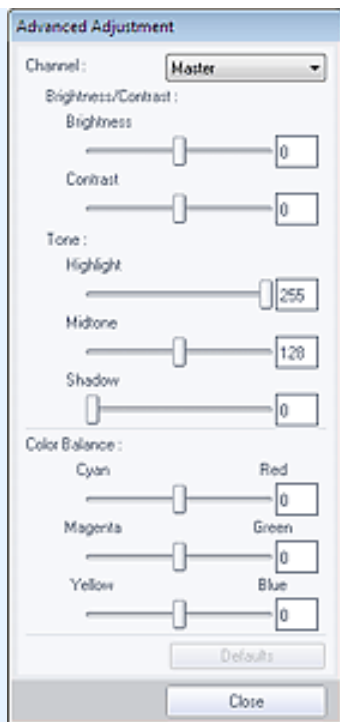 Advanced Adjustment
Channel : Master
Brightness/Contrast :
Brightness
0
Contrast
0
Tone :
Highlight
255
Midtone
128
Shadow
0
Color Balance :
Cyan Red
0
Magenta Green
0
Yellow Blue
0
Defaults
Close